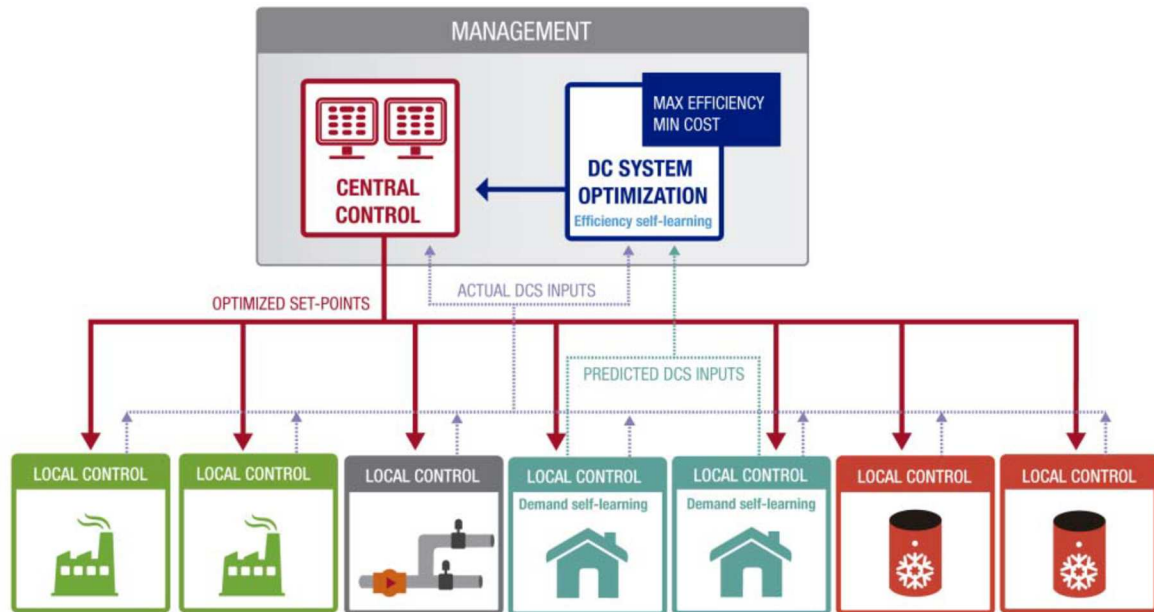 MANAGEMENT
MAX EFFICIENCY
MIN COST
CENTRAL
CONTROL
DC SYSTEM
OPTIMIZATION
Efficiency self-learning
OPTIMIZED SET-POINTS
ACTUAL DCS INPUTS
PREDICTED DCS INPUTS
LOCAL CONTROL
LOCAL CONTROL
LOCAL CONTROL
LOCAL CONTROL
Demand self-learning
LOCAL CONTROL
Demand self-learning
LOCAL CONTROL
LOCAL CONTROL